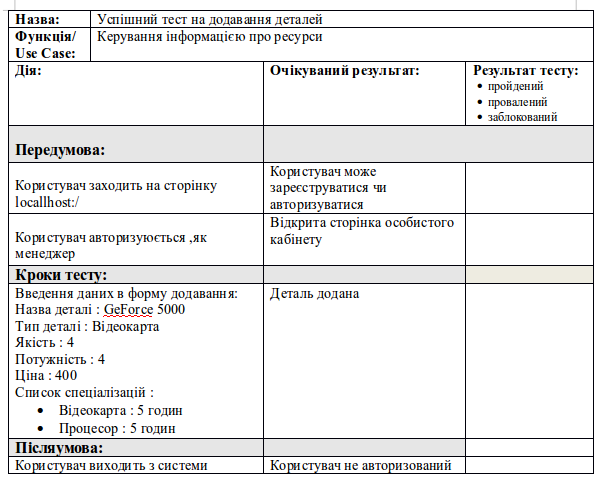 Назва: Успішний тест на додавання деталей
Функція/ Керування інформацією про ресурси
Use Case:
Дія: Очікуваний результат: Результат тесту:
• пройдений
• провалений
• заблокований
Передумова:
Користувач заходить на сторінку
locallhost:/
Користувач може
зареєструватися чи
авторизуватися
Користувач авторизуюється ,як
менеджер
Відкрита сторінка особистого
кабінету
Кроки тесту:
Введення даних в форму додавання:
Назва деталі : GeForce 5000
Тип деталі : Відеокарта
Якість : 4
Потужність : 4
Ціна : 400
Список спеціалізацій :
• Відеокарта : 5 годин
• Процесор : 5 годин
Деталь додана
Післяумова:
Користувач виходить з системи Користувач не авторизований